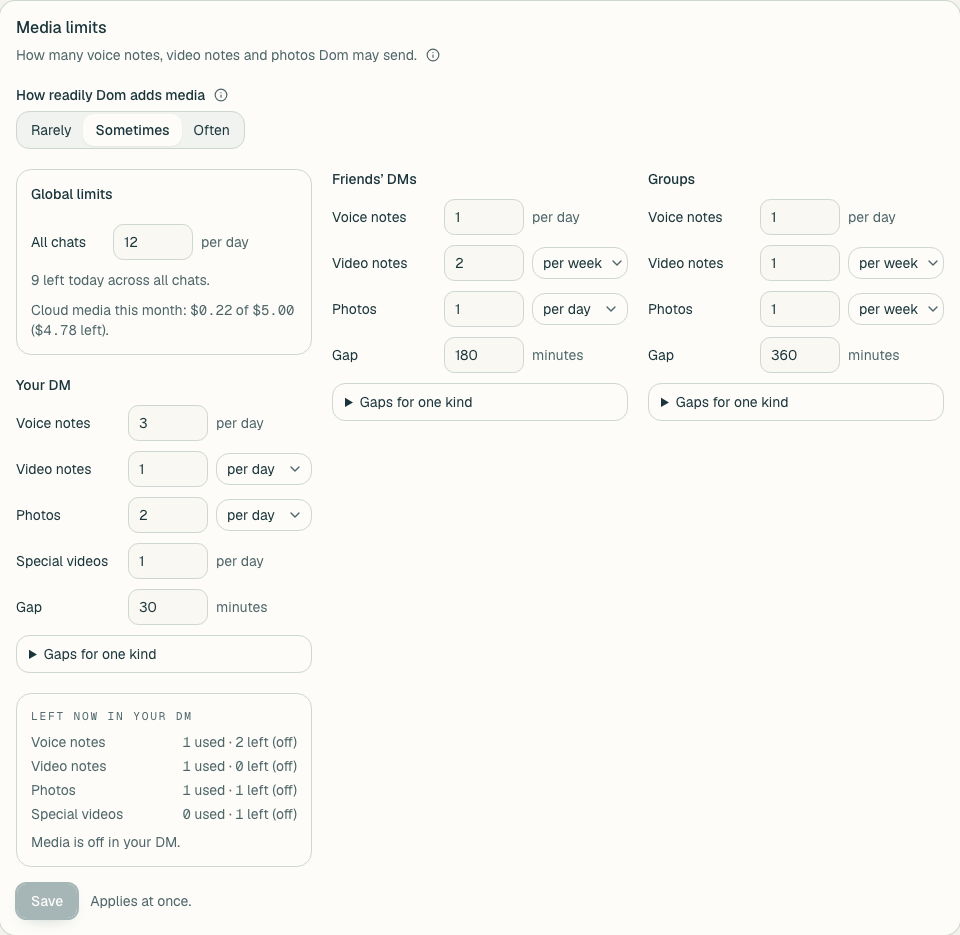 Media limits
How many voice notes, video notes and photos Dom may send.
How readily Dom adds media
Rarely Sometimes Often
Global limits
All chats 12 per day
9 left today across all chats.
Cloud media this month: $0.22 of $5.00
($4.78 left).
Your DM
Voice notes 3 per day
Video notes 1 per day
Photos 2 per day
Special videos 1 per day
Gap 30 minutes
Gaps for one kind
LEFT NOW IN YOUR DM
Voice notes 1 used · 2 left (off)
Video notes 1 used · 0 left (off)
Photos 1 used · 1 left (off)
Special videos 0 used · 1 left (off)
Media is off in your DM.
Friends’ DMs
Voice notes 1 per day
Video notes 2 per week
Photos 1 per day
Gap 180 minutes
Gaps for one kind
Groups
Voice notes 1 per day
Video notes 1 per week
Photos 1 per week
Gap 360 minutes
Gaps for one kind
Save Applies at once.